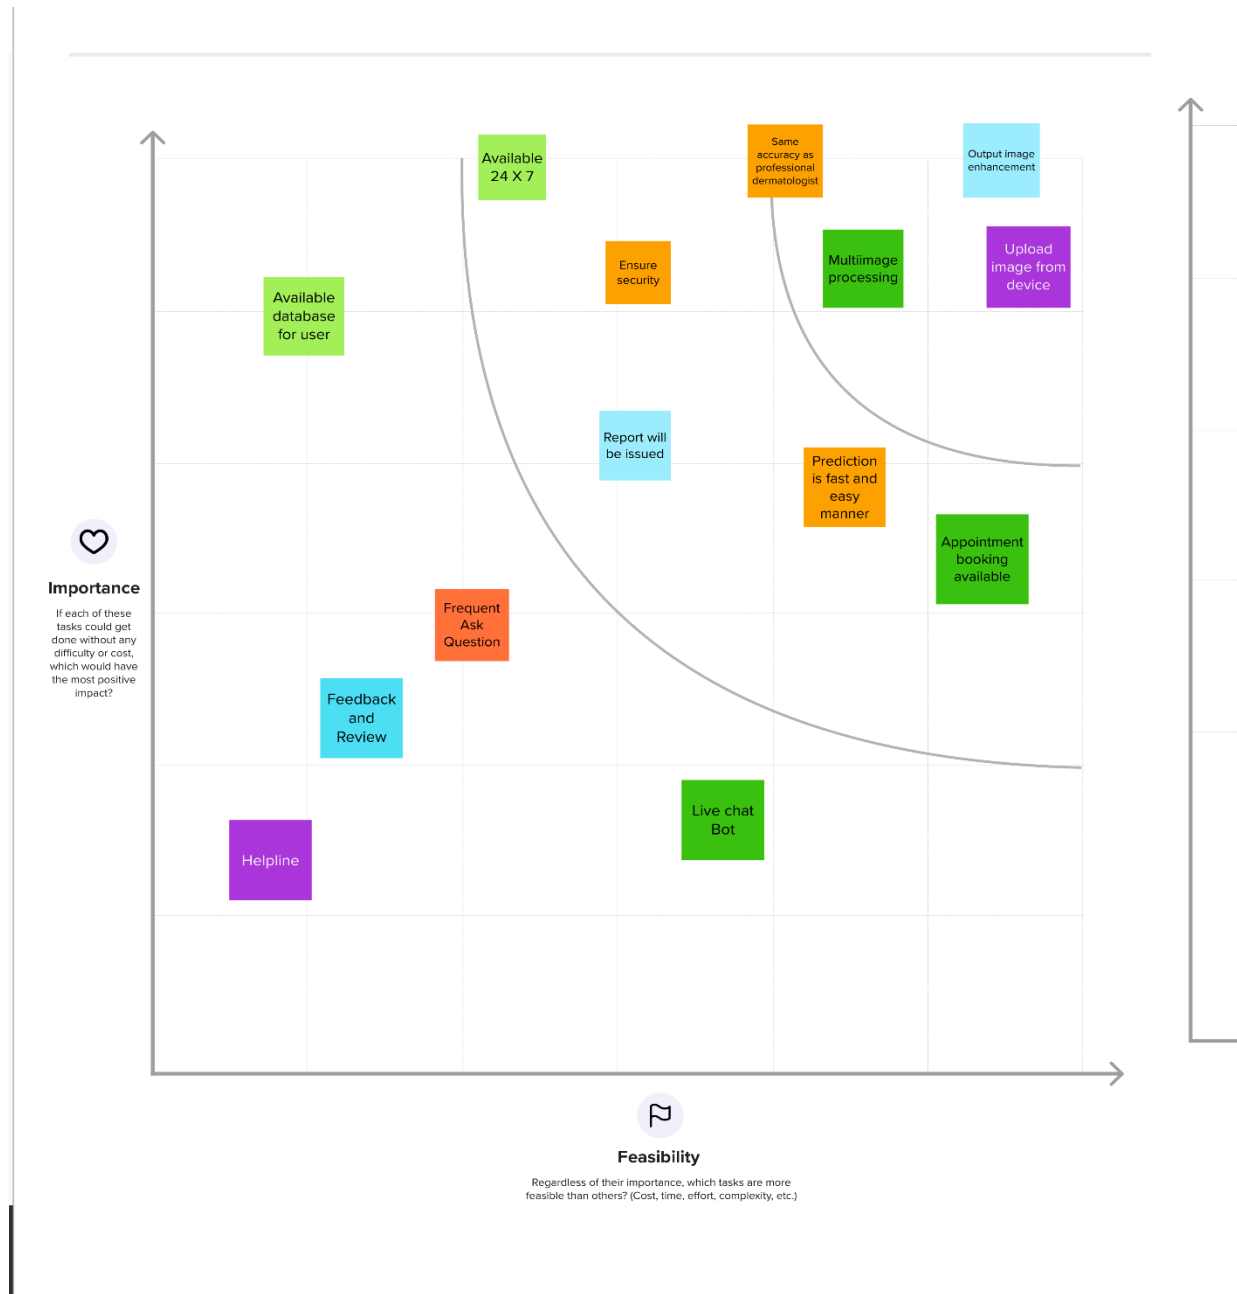 Available
24 X 7
Same
accuracy as
professional
dermatologist
Output image
enhancement
Ensure
security
Multiimage
processing
Upload
image from
device
Available
database
for user
Report will
be issued
Prediction
is fast and
easy
manner
Appointment
booking
available
Importance
If each of these
tasks could get
done without any
difficulty or cost,
which would have
the most positive
impact?
Frequent
Ask
Question
Feedback
and
Review
Live chat
Bot
Helpline
Feasibility
Regardless of their importance, which tasks are more
feasible than others? (Cost, time, effort, complexity, etc.)